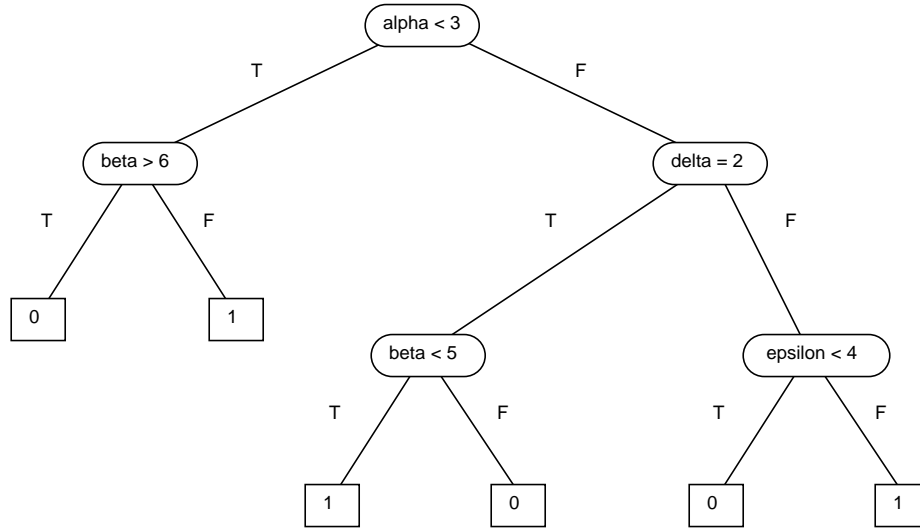 alpha < 3
T
F
beta > 6
delta = 2
T
F
T
F
0
1
beta < 5
epsilon < 4
T
F
T
F
1
0
0
1